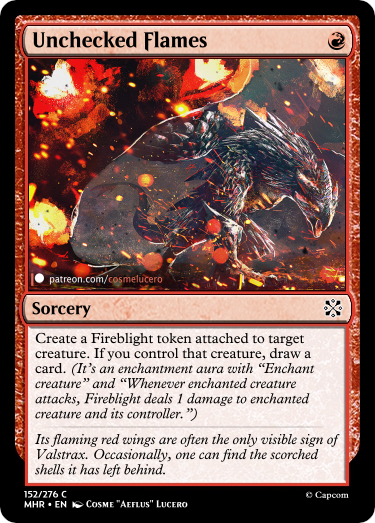 Unchecked Flames
patreon.com/cosmelucero
Sorcery
Create a Fireblight token attached to target
creature. If you control that creature, draw a
card. (It's an enchantment aura with “Enchant
creature” and “Whenever enchanted creature
attacks, Fireblight deals 1 damage to enchanted
creature and its controller.”)
Its flaming red wings are often the only visible sign of
Valstrax. Occasionally, one can find the scorched
shells it has left behind.
152/276 C
MHR • EN Cosme "Aeflus" Lucero
© Capcom